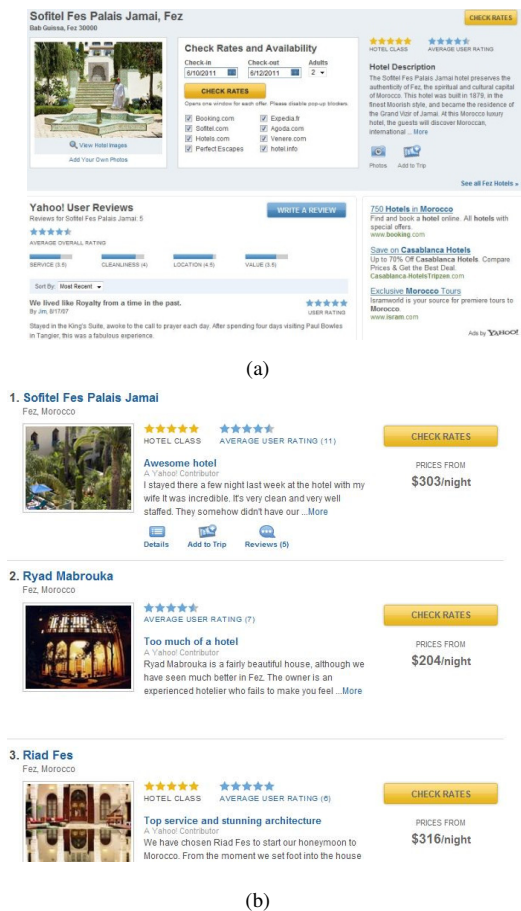 Sofitel Fes Palais Jamai, Fez
Bab Guissa, Fez 30000
CHECK RATES
View Hotel Images
Add Your Own Photos
Check Rates and Availability
Check-in Check-out Adults
6/10/2011 6/12/2011 2
CHECK RATES
Opens one window for each offer. Please disable pop-up blockers.
Booking.com Expedia.fr
Sofitel.com Agoda.com
Hotels.com Venere.com
Perfect Escapes hotel.info
HOTEL CLASS AVERAGE USER RATING
Hotel Description
The Sofitel Fes Palais Jamai hotel preserves the
authenticity of Fez, the spiritual and cultural capital
of Morocco. This hotel was built in 1879, in the
finest Moorish style, and became the residence of
the Grand Vizir of Jamai. At this Morocco luxury
hotel, the guests will discover Moroccan,
international ... More
Photos Add to Trip
See all Fez Hotels »
Yahoo! User Reviews
Reviews for Sofitel Fes Palais Jamai: 5
WRITE A REVIEW
AVERAGE OVERALL RATING
SERVICE (3.5) CLEANLINESS (4) LOCATION (4.5) VALUE (3.5)
Sort By: Most Recent
We lived like Royalty from a time in the past.
By Jim, 6/17/07
USER RATING
Stayed in the King's Suite, awoke to the call to prayer each day. After spending four days visiting Paul Bowles
in Tangier, this was a fabulous experience.
750 Hotels in Morocco
Find and book a hotel online. All hotels with
special offers.
www.booking.com
Save on Casablanca Hotels
Up to 70% Off Casablanca Hotels. Compare
Prices & Get the Best Deal.
Casablanca-HotelsTripzen.com
Exclusive Morocco Tours
Isramworld is your source for premiere tours to
Morocco.
www.isram.com
Ads by YAHOO!
(a)
1. Sofitel Fes Palais Jamai
Fez, Morocco
HOTEL CLASS AVERAGE USER RATING (11)
Awesome hotel
A Yahoo! Contributor
I stayed there a few night last week at the hotel with my
wife It was incredible. It's very clean and very well
staffed. They somehow didn't have our ...More
Details Add to Trip Reviews (5)
CHECK RATES
PRICES FROM
$303/night
2. Ryad Mabrouka
Fez, Morocco
AVERAGE USER RATING (7)
Too much of a hotel
A Yahoo! Contributor
Ryad Mabrouka is a fairly beautiful house, although we
have seen much better in Fez. The owner is an
experienced hotelier who fails to make you feel ...More
CHECK RATES
PRICES FROM
$204/night
3. Riad Fes
Fez, Morocco
HOTEL CLASS AVERAGE USER RATING (6)
Top service and stunning architecture
A Yahoo! Contributor
We have chosen Riad Fes to start our honeymoon to
Morocco. From the moment we set foot into the house
CHECK RATES
PRICES FROM
$316/night
(b)